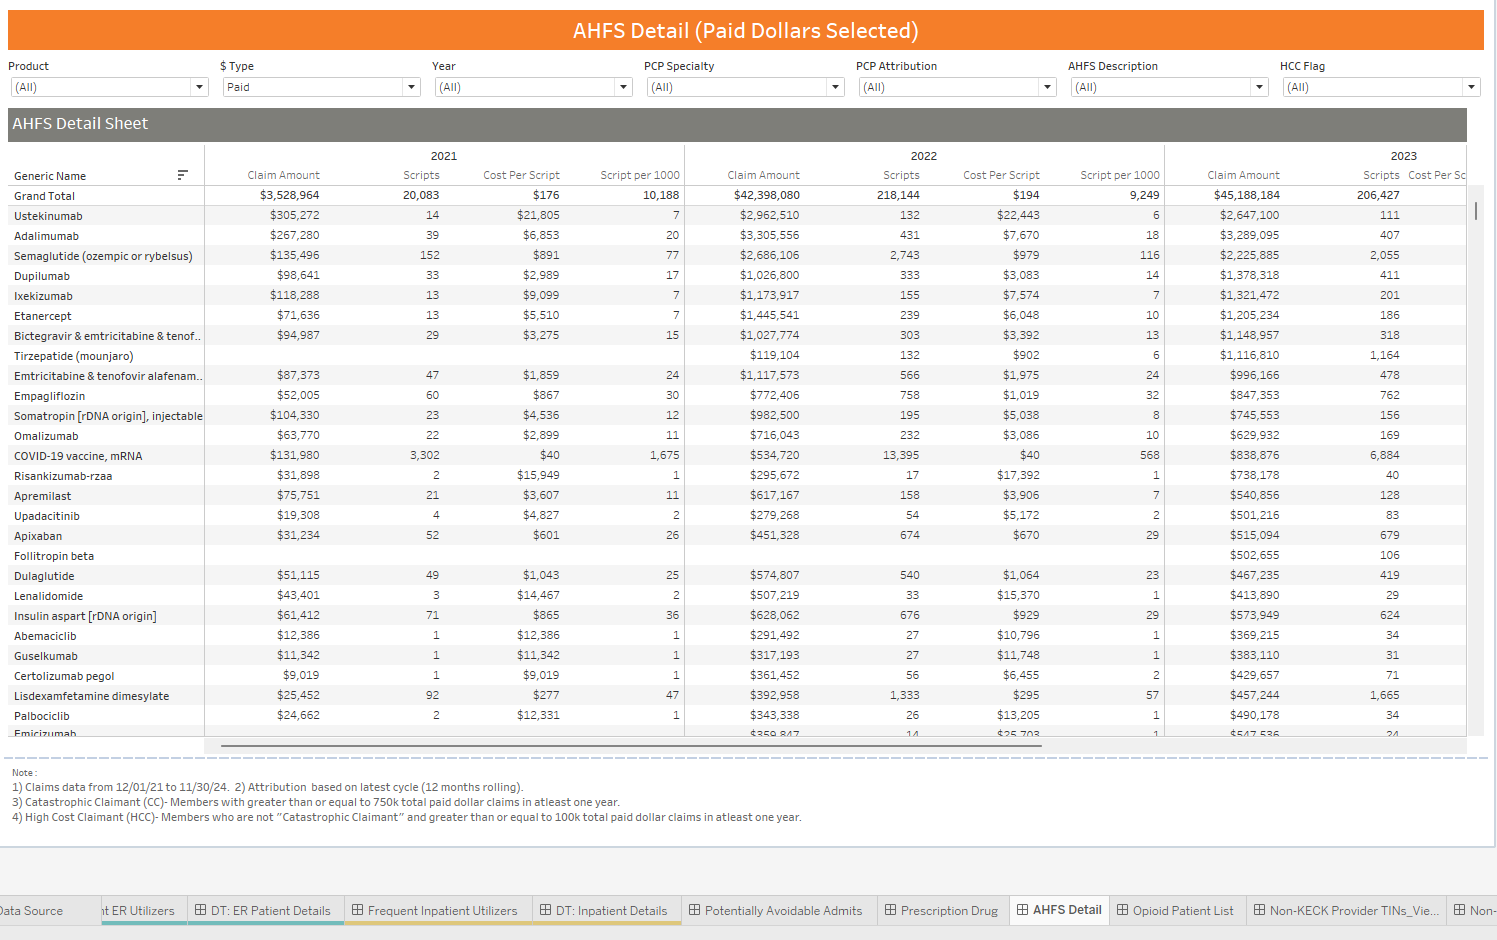 AHFS Detail (Paid Dollars Selected)
Product $ Type Year PCP Specialty PCP Attribution AHFS Description HCC Flag
(All) Paid (All) (All) (All) (All) (All)
AHFS Detail Sheet
2021 2022 2023
Generic Name Claim Amount Scripts Cost Per Script Script per 1000 Claim Amount Scripts Cost Per Script Script per 1000 Claim Amount Scripts Cost Per Sc
Grand Total $3,528,964 20,083 $176 10,188 $42,398,080 218,144 $194 9,249 $45,188,184 206,427
Ustekinumab $305,272 14 $21,805 7 $2,962,510 132 $22,443 6 $2,647,100 111
Adalimumab $267,280 39 $6,853 20 $3,305,556 431 $7,670 18 $3,289,095 407
Semaglutide (ozempic or rybelsus) $135,496 152 $891 77 $2,686,106 2,743 $979 116 $2,225,885 2,055
Dupilumab $98,641 33 $2,989 17 $1,026,800 333 $3,083 14 $1,378,318 411
Ixekizumab $118,288 13 $9,099 7 $1,173,917 155 $7,574 7 $1,321,472 201
Etanercept $71,636 13 $5,510 7 $1,445,541 239 $6,048 10 $1,205,234 186
Bictegravir & emtricitabine & tenof.. $94,987 29 $3,275 15 $1,027,774 303 $3,392 13 $1,148,957 318
Tirzepatide (mounjaro) $119,104 132 $902 6 $1,116,810 1,164
Emtricitabine & tenofovir alafenam.. $87,373 47 $1,859 24 $1,117,573 566 $1,975 24 $996,166 478
Empagliflozin $52,005 60 $867 30 $772,406 758 $1,019 32 $847,353 762
Somatropin [rDNA origin], injectable $104,330 23 $4,536 12 $982,500 195 $5,038 8 $745,553 156
Omalizumab $63,770 22 $2,899 11 $716,043 232 $3,086 10 $629,932 169
COVID-19 vaccine, mRNA $131,980 3,302 $40 1,675 $534,720 13,395 $40 568 $838,876 6,884
Risankizumab-rzaa $31,898 2 $15,949 1 $295,672 17 $17,392 1 $738,178 40
Apremilast $75,751 21 $3,607 11 $617,167 158 $3,906 7 $540,856 128
Upadacitinib $19,308 4 $4,827 2 $279,268 54 $5,172 2 $501,216 83
Apixaban $31,234 52 $601 26 $451,328 674 $670 29 $515,094 679
Follitropin beta $502,655 106
Dulaglutide $51,115 49 $1,043 25 $574,807 540 $1,064 23 $467,235 419
Lenalidomide $43,401 3 $14,467 2 $507,219 33 $15,370 1 $413,890 29
Insulin aspart [rDNA origin] $61,412 71 $865 36 $628,062 676 $929 29 $573,949 624
Abemaciclib $12,386 1 $12,386 1 $291,492 27 $10,796 1 $369,215 34
Guselkumab $11,342 1 $11,342 1 $317,193 27 $11,748 1 $383,110 31
Certolizumab pegol $9,019 1 $9,019 1 $361,452 56 $6,455 2 $429,657 71
Lisdexamfetamine dimesylate $25,452 92 $277 47 $392,958 1,333 $295 57 $457,244 1,665
Palbociclib $24,662 2 $12,331 1 $343,338 26 $13,205 1 $490,178 34
Emicizumab $359,847 14 $25,703 1 $547,536 24
Note :
1) Claims data from 12/01/21 to 11/30/24. 2) Attribution based on latest cycle (12 months rolling).
3) Catastrophic Claimant (CC)- Members with greater than or equal to 750k total paid dollar claims in atleast one year.
4) High Cost Claimant (HCC)- Members who are not "Catastrophic Claimant" and greater than or equal to 100k total paid dollar claims in atleast one year.
Data Source nt ER Utilizers DT: ER Patient Details Frequent Inpatient Utilizers DT: Inpatient Details Potentially Avoidable Admits Prescription Drug AHFS Detail Opioid Patient List Non-KECK Provider TINs_Vie... Non-